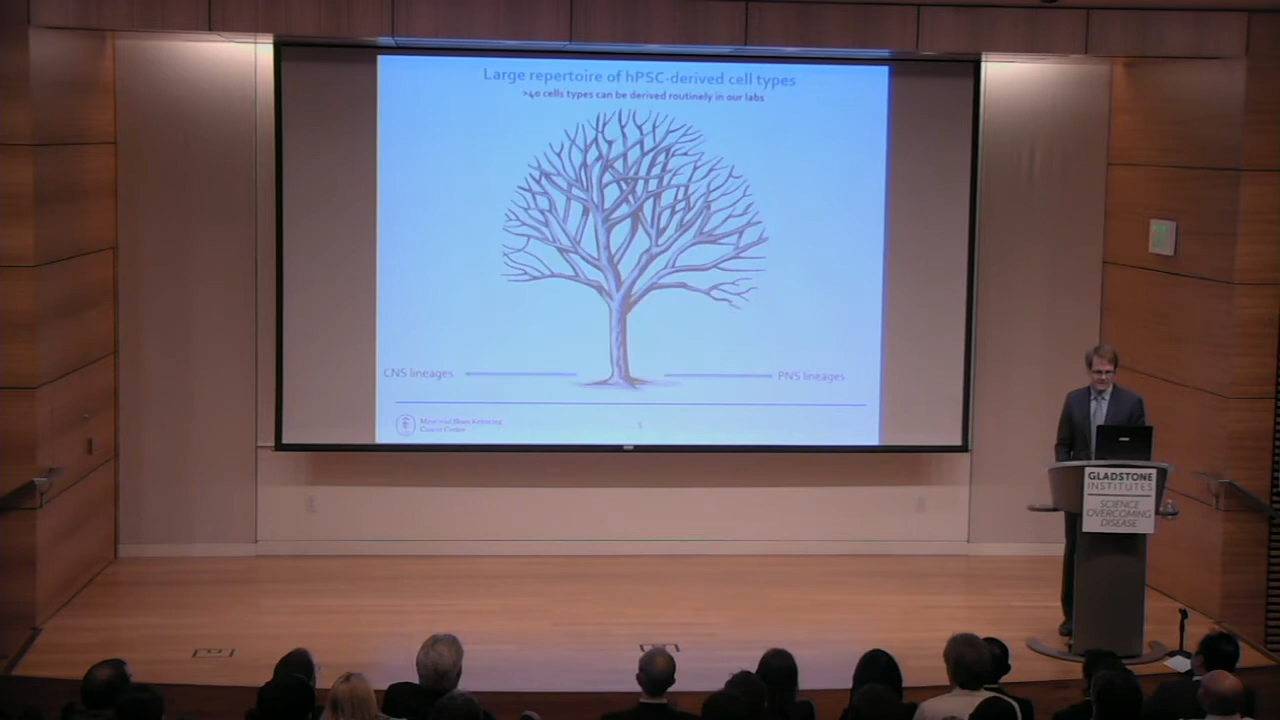 Large repertoire of hPSC-derived cell types
>40 cells types can be derived routinely in our labs
CNS lineages
PNS lineages
Memorial Sloan Kettering
Cancer Center
GLADSTONE
INSTITUTES
SCIENCE
OVERCOMING
DISEASE